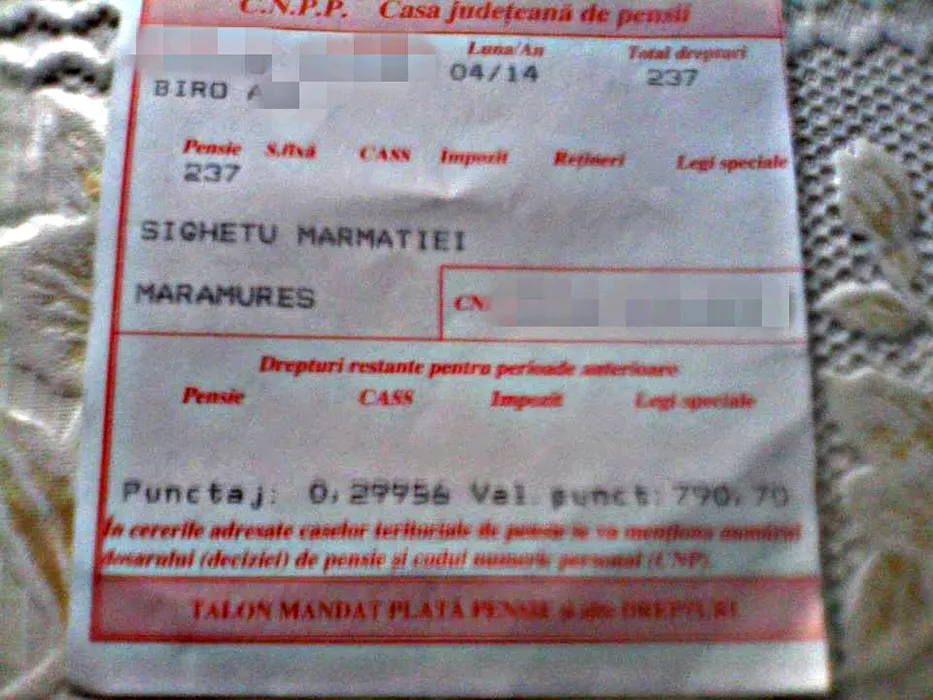 C.N.P.P. Casa județeană de pensii
Luna/An Total drepturi
04/14 237
BIRO A
Pensie S.fixă CASS Impozit Rețineri Legi speciale
237
SIGHETU MARMATIEI
MARAMURES
CN
Drepturi restante pentru perioade anterioare
Pensie CASS Impozit Legi speciale
Punctaj: 0,29956 Val. punct: 790,70
În cererile adresate caselor teritoriale de pensie se va menționa numărul
dosarului (deciziei) de pensie și codul numeric personal (CNP).
TALON MANDAT PLATĂ PENSIE și alte DREPTURI